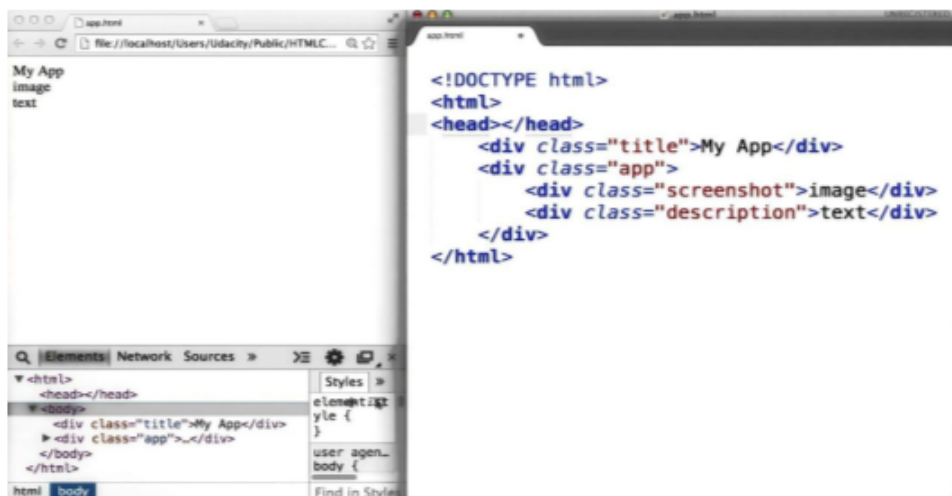 app.html
file://localhost/Users/Udacity/Public/HTMLC...
My App
image
text
Elements Network Sources »
<html>
<head></head>
<body>
<div class="title">My App</div>
<div class="app">…</div>
</body>
</html>
html body
Styles »
yle {
}
user agen…
body {
Find in Styles
app.html
app.html
<!DOCTYPE html>
<html>
<head></head>
<div class="title">My App</div>
<div class="app">
<div class="screenshot">image</div>
<div class="description">text</div>
</div>
</html>